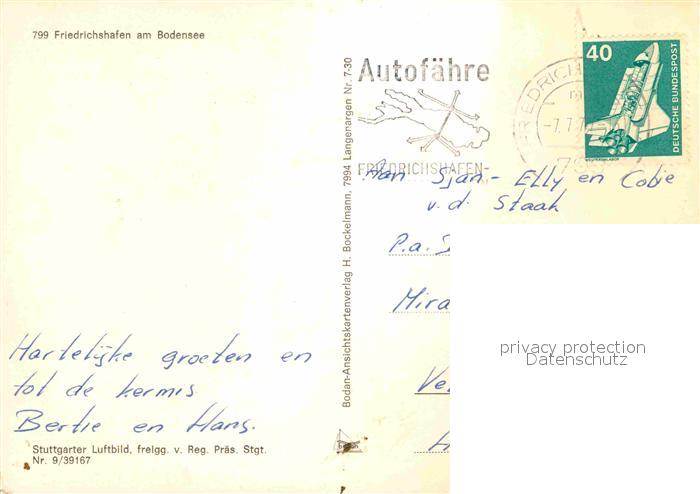 799 Friedrichshafen am Bodensee
Hartelijke groeten en
tot de kermis
Bertie en Hans.
Stuttgarter Luftbild, freigg. v. Reg. Präs. Stgt.
Nr. 9/39167
Bodan-Ansichtskartenverlag H. Bockelmann, 7994 Langenargen Nr. 7-30
Autofähre
FRIEDRICHSHAFEN-
FRIEDRICH
40
DEUTSCHE BUNDESPOST
Aan Sjan - Elly en Cobie
v.d. Staak
P.a.
Mira
privacy protection
Datenschutz